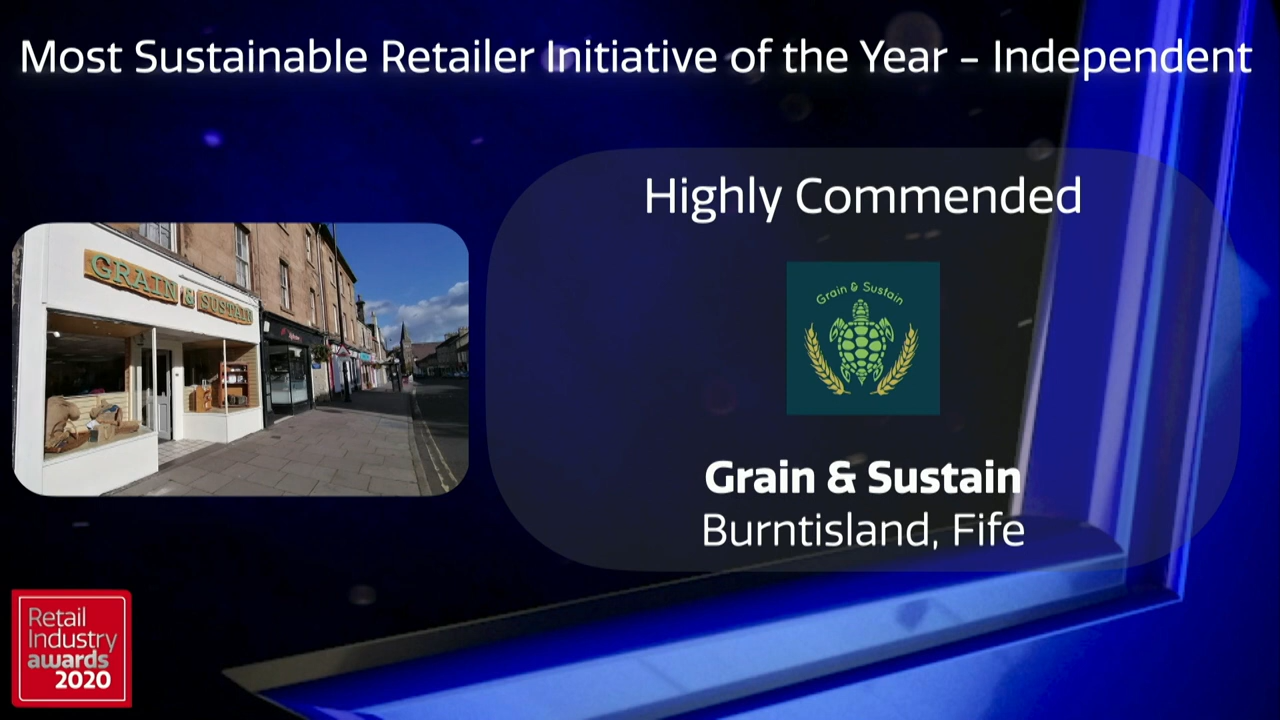 Most Sustainable Retailer Initiative of the Year – Independent
Highly Commended
GRAIN & SUSTAIN
Grain & Sustain
Grain & Sustain
Burntisland, Fife
Retail
Industry
awards
2020